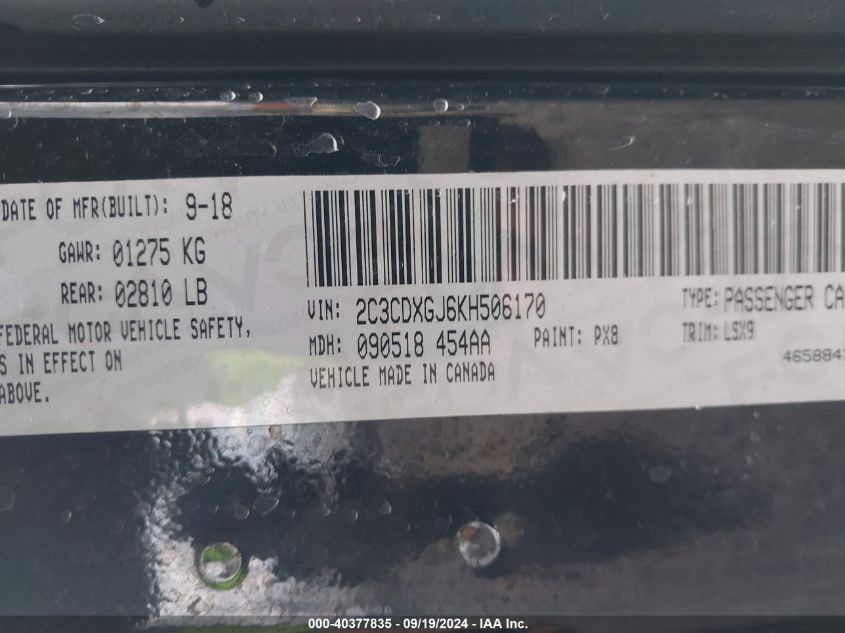 DATE OF MFR(BUILT): 9-18
GAWR: 01275 KG
REAR: 02810 LB
FEDERAL MOTOR VEHICLE SAFETY,
S IN EFFECT ON
ABOVE.
VIN: 2C3CDXGJ6KH506170
TYPE: PASSENGER CA
MDH: 090518 454AA
PAINT: PX8
TRIM: LSX9
VEHICLE MADE IN CANADA
465884
000-40377835 - 09/19/2024 - IAA Inc.